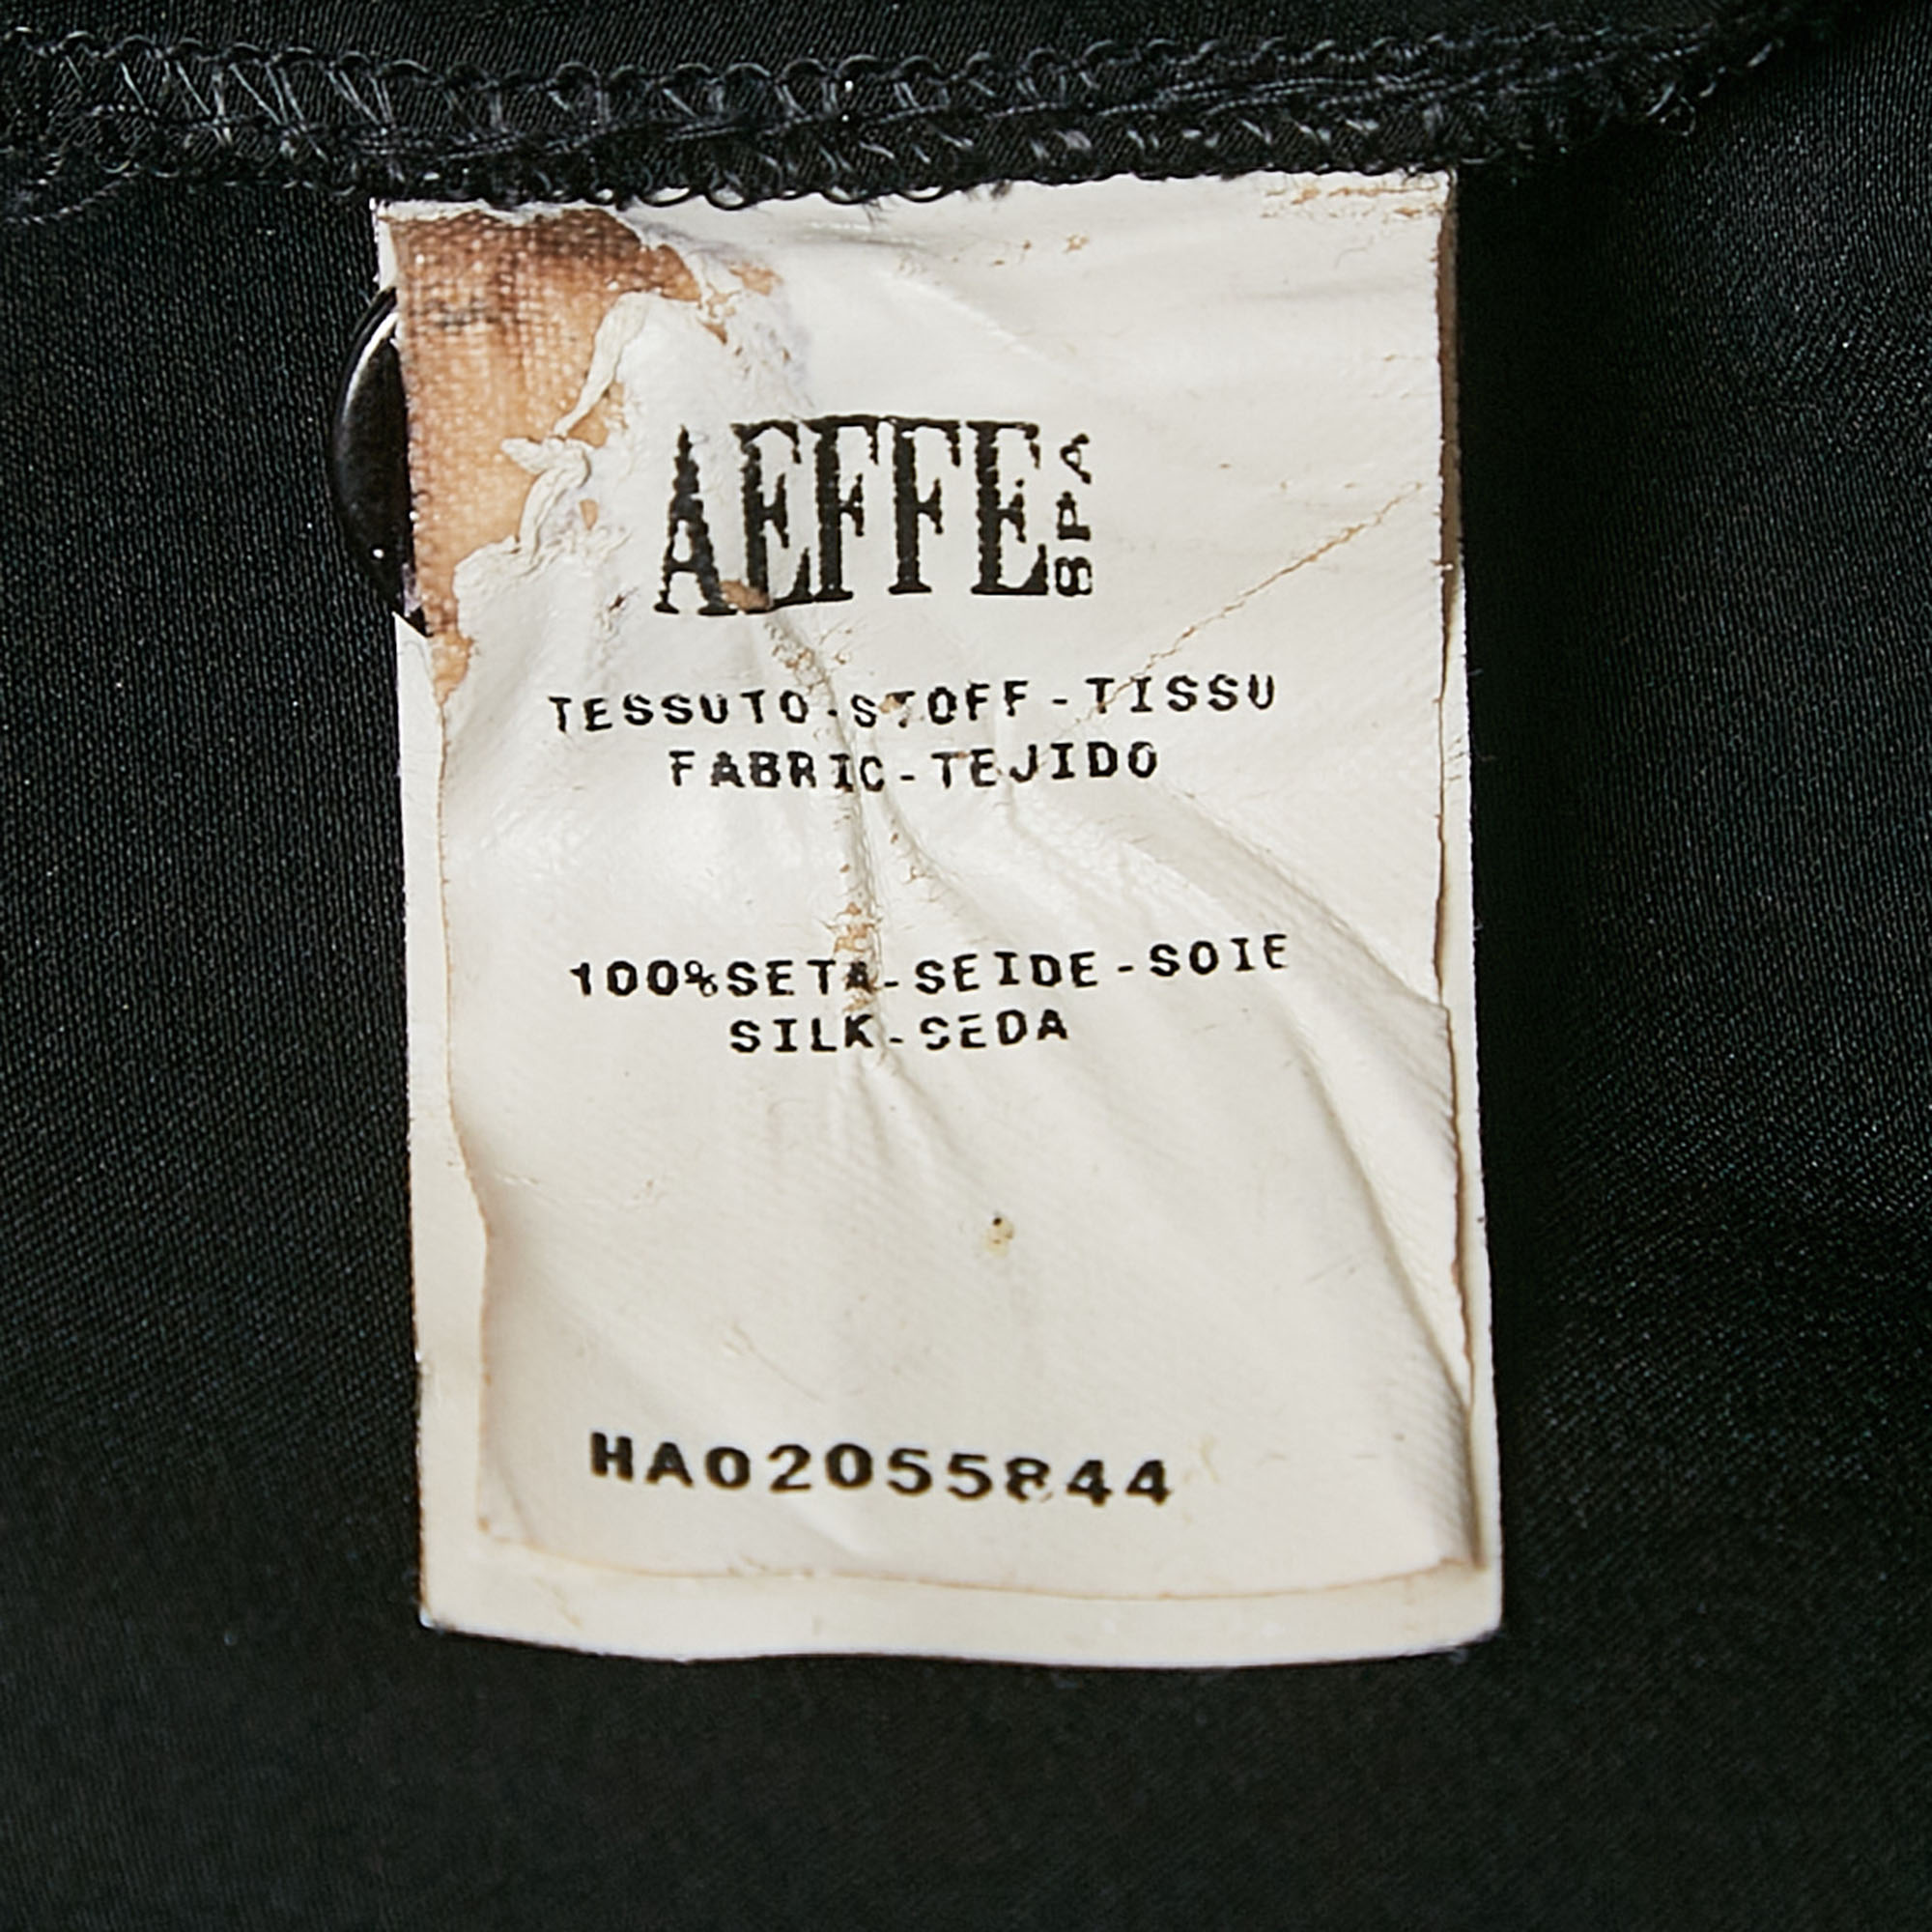 AEFFE SPA
TESSUTO-STOFF-TISSU
FABRIC-TEJIDO
100%SETA-SEIDE-SOIE
SILK-SEDA
HA02055844